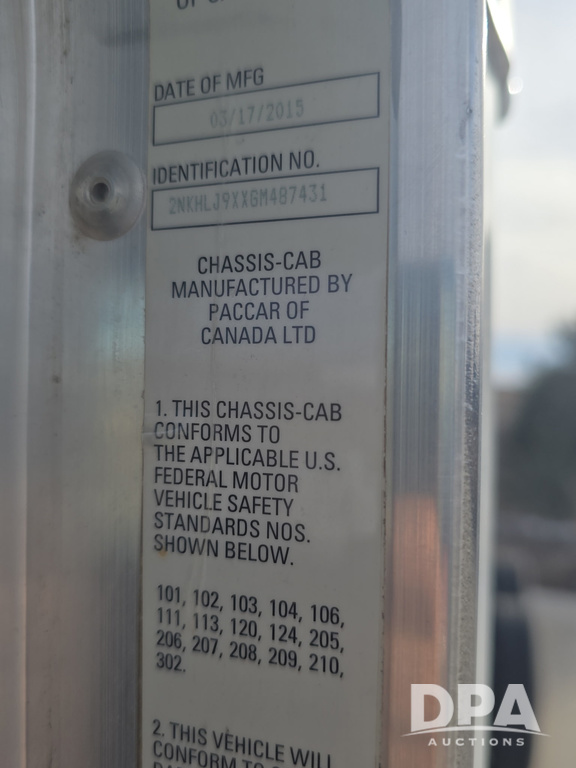 DATE OF MFG
03/17/2015
IDENTIFICATION NO.
2NKHLJ9XXGM487431
CHASSIS-CAB
MANUFACTURED BY
PACCAR OF
CANADA LTD
1. THIS CHASSIS-CAB
CONFORMS TO
THE APPLICABLE U.S.
FEDERAL MOTOR
VEHICLE SAFETY
STANDARDS NOS.
SHOWN BELOW.
101, 102, 103, 104, 106,
111, 113, 120, 124, 205,
206, 207, 208, 209, 210,
302.
2. THIS VEHICLE WILL
CONFORM TO
DPA
AUCTIONS